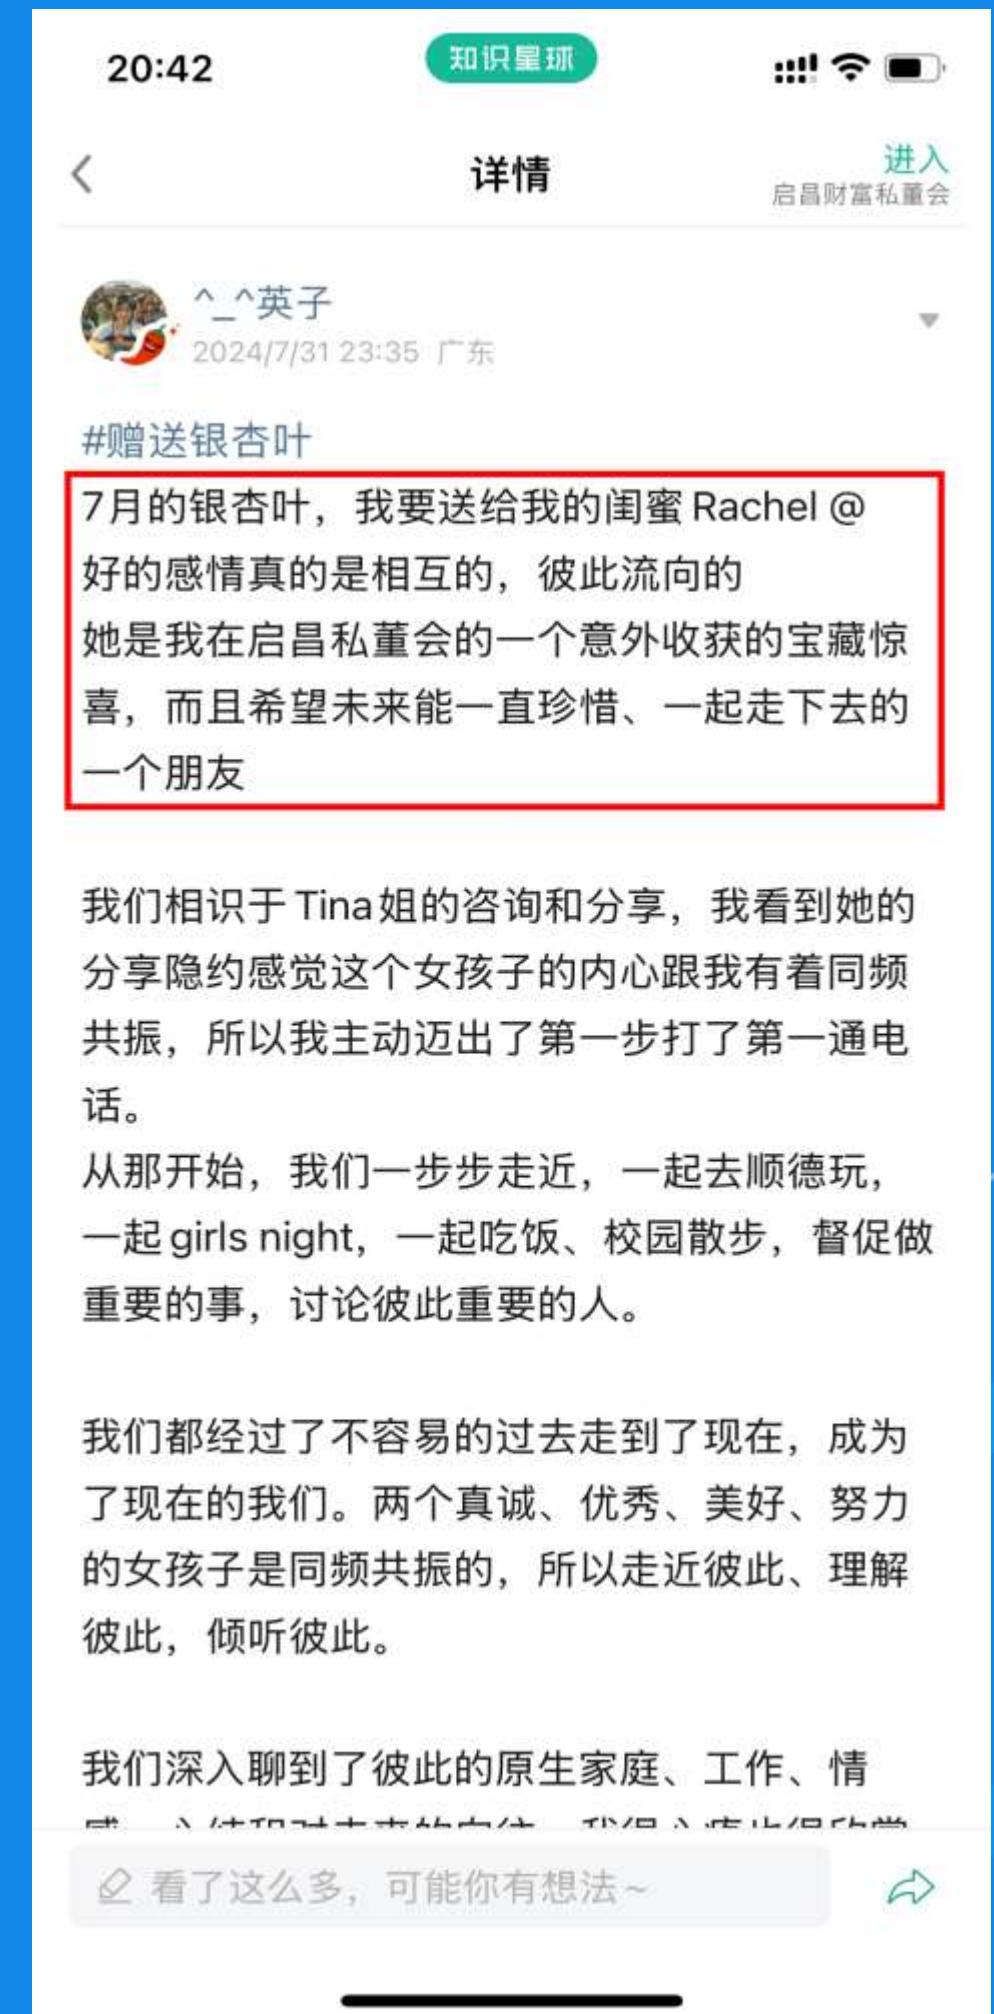 20:42
知识星球
详情
进入
启昌财富私董会
^_^英子
2024/7/31 23:35 广东
#赠送银杏叶
7月的银杏叶，我要送给我的闺蜜Rachel @
好的感情真的是相互的，彼此流向的
她是我在启昌私董会的一个意外收获的宝藏惊
喜，而且希望未来能一直珍惜、一起走下去的
一个朋友
我们相识于Tina姐的咨询和分享，我看到她的
分享隐约感觉这个女孩子的内心跟我有着同频
共振，所以我主动迈出了第一步打了第一通电
话。
从那开始，我们一步步走近，一起去顺德玩，
一起girls night，一起吃饭、校园散步，督促做
重要的事，讨论彼此重要的人。
我们都经过了不容易的过去走到了现在，成为
了现在的我们。两个真诚、优秀、美好、努力
的女孩子是同频共振的，所以走近彼此、理解
彼此，倾听彼此。
我们深入聊到了彼此的原生家庭、工作、情
看了这么多，可能你有想法~